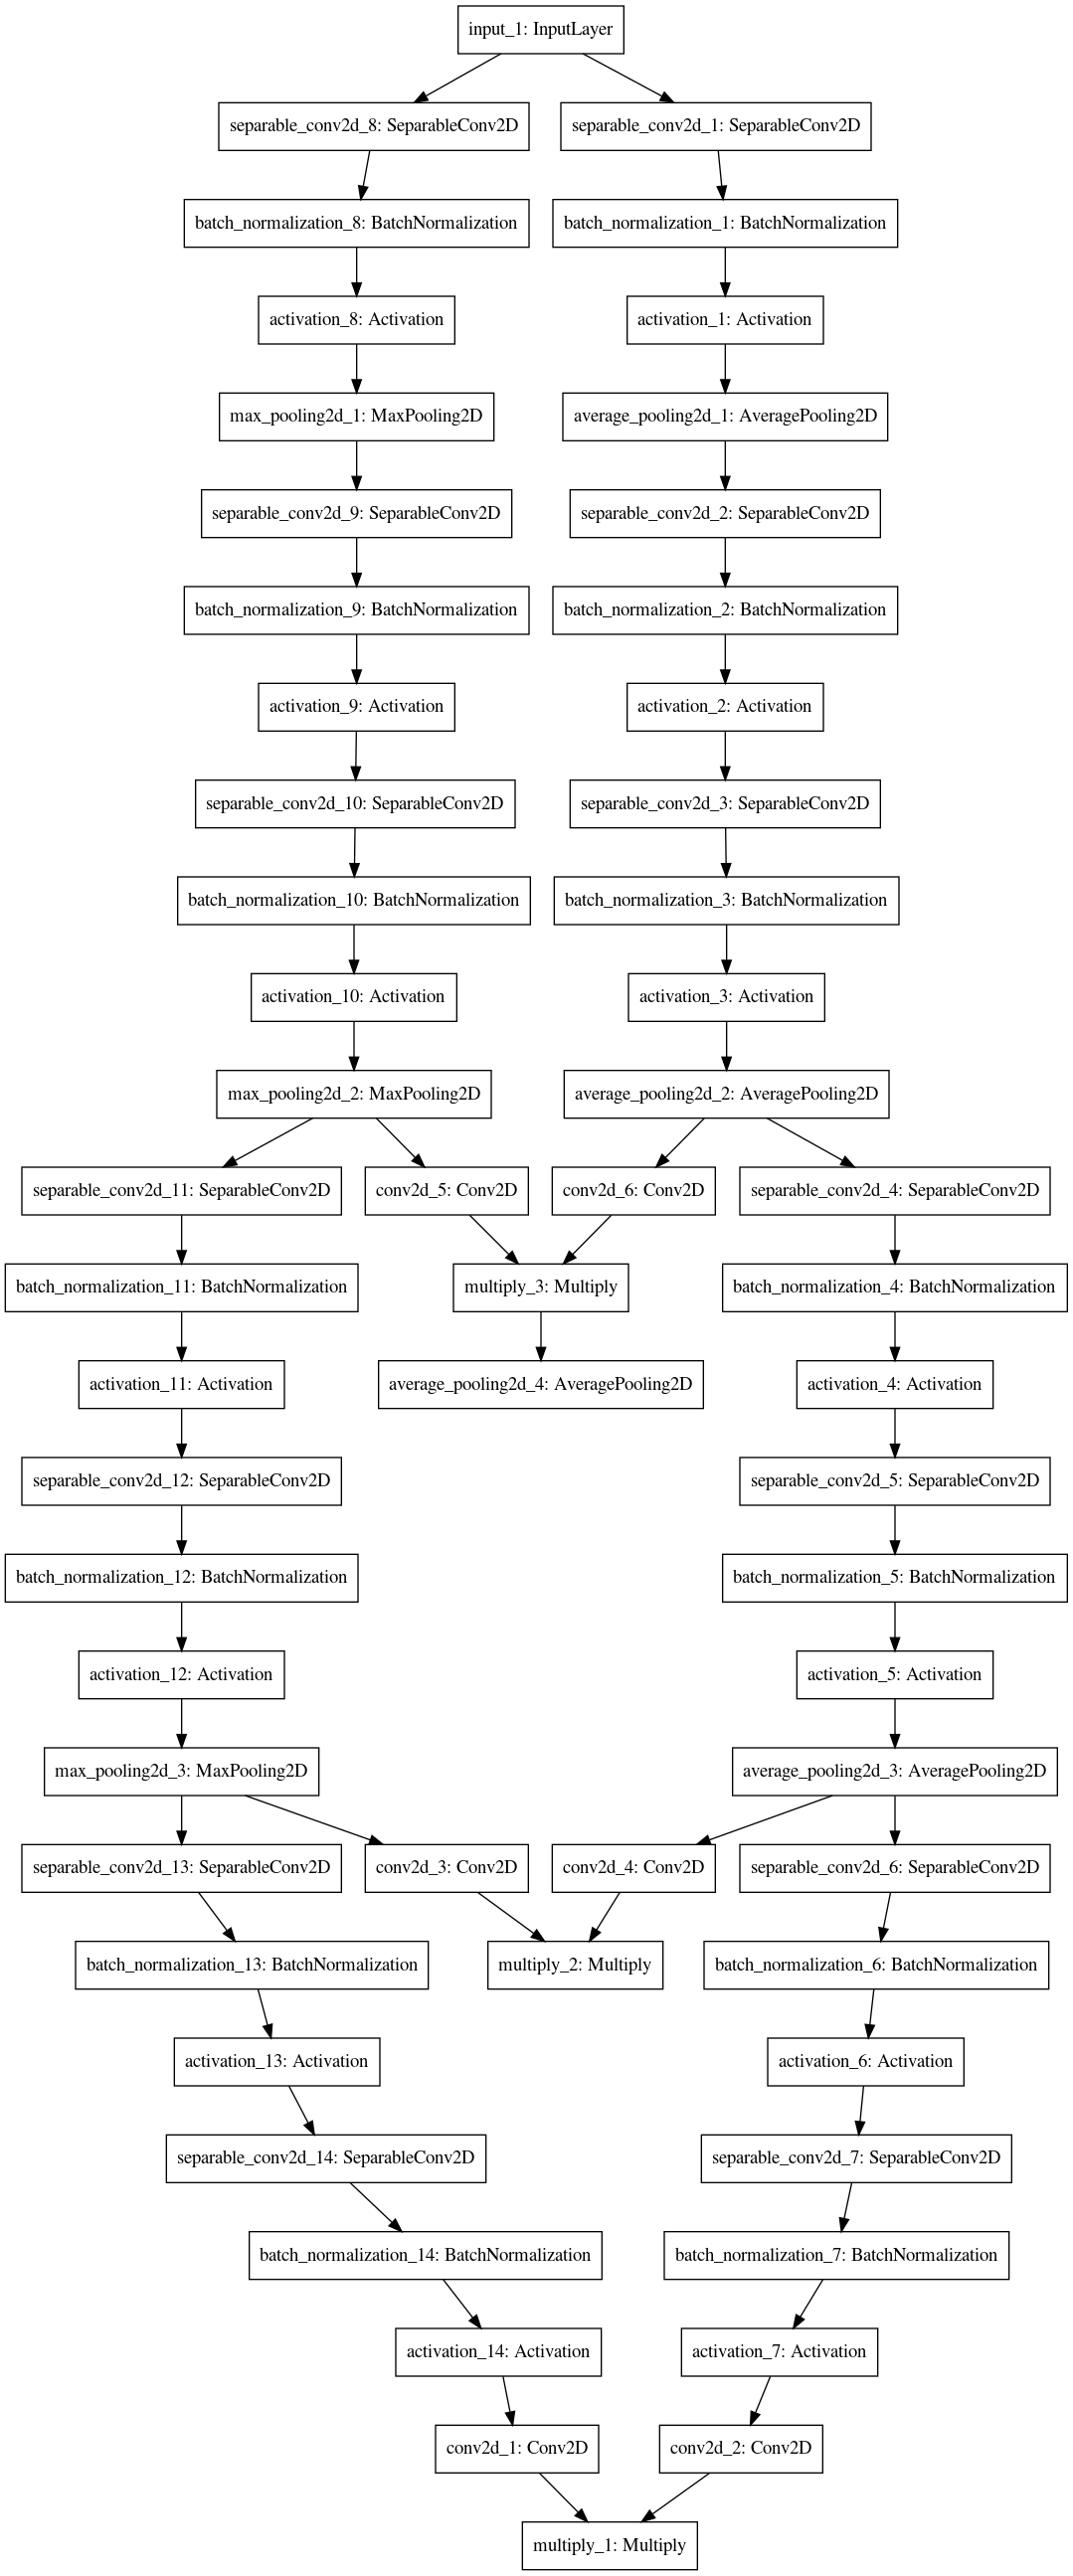 input_1: InputLayer
separable_conv2d_8: SeparableConv2D
separable_conv2d_1: SeparableConv2D
batch_normalization_8: BatchNormalization
batch_normalization_1: BatchNormalization
activation_8: Activation
activation_1: Activation
max_pooling2d_1: MaxPooling2D
average_pooling2d_1: AveragePooling2D
separable_conv2d_9: SeparableConv2D
separable_conv2d_2: SeparableConv2D
batch_normalization_9: BatchNormalization
batch_normalization_2: BatchNormalization
activation_9: Activation
activation_2: Activation
separable_conv2d_10: SeparableConv2D
separable_conv2d_3: SeparableConv2D
batch_normalization_10: BatchNormalization
batch_normalization_3: BatchNormalization
activation_10: Activation
activation_3: Activation
max_pooling2d_2: MaxPooling2D
average_pooling2d_2: AveragePooling2D
separable_conv2d_11: SeparableConv2D
conv2d_5: Conv2D
conv2d_6: Conv2D
separable_conv2d_4: SeparableConv2D
batch_normalization_11: BatchNormalization
multiply_3: Multiply
batch_normalization_4: BatchNormalization
activation_11: Activation
average_pooling2d_4: AveragePooling2D
activation_4: Activation
separable_conv2d_12: SeparableConv2D
separable_conv2d_5: SeparableConv2D
batch_normalization_12: BatchNormalization
batch_normalization_5: BatchNormalization
activation_12: Activation
activation_5: Activation
max_pooling2d_3: MaxPooling2D
average_pooling2d_3: AveragePooling2D
separable_conv2d_13: SeparableConv2D
conv2d_3: Conv2D
conv2d_4: Conv2D
separable_conv2d_6: SeparableConv2D
batch_normalization_13: BatchNormalization
multiply_2: Multiply
batch_normalization_6: BatchNormalization
activation_13: Activation
activation_6: Activation
separable_conv2d_14: SeparableConv2D
separable_conv2d_7: SeparableConv2D
batch_normalization_14: BatchNormalization
batch_normalization_7: BatchNormalization
activation_14: Activation
activation_7: Activation
conv2d_1: Conv2D
conv2d_2: Conv2D
multiply_1: Multiply